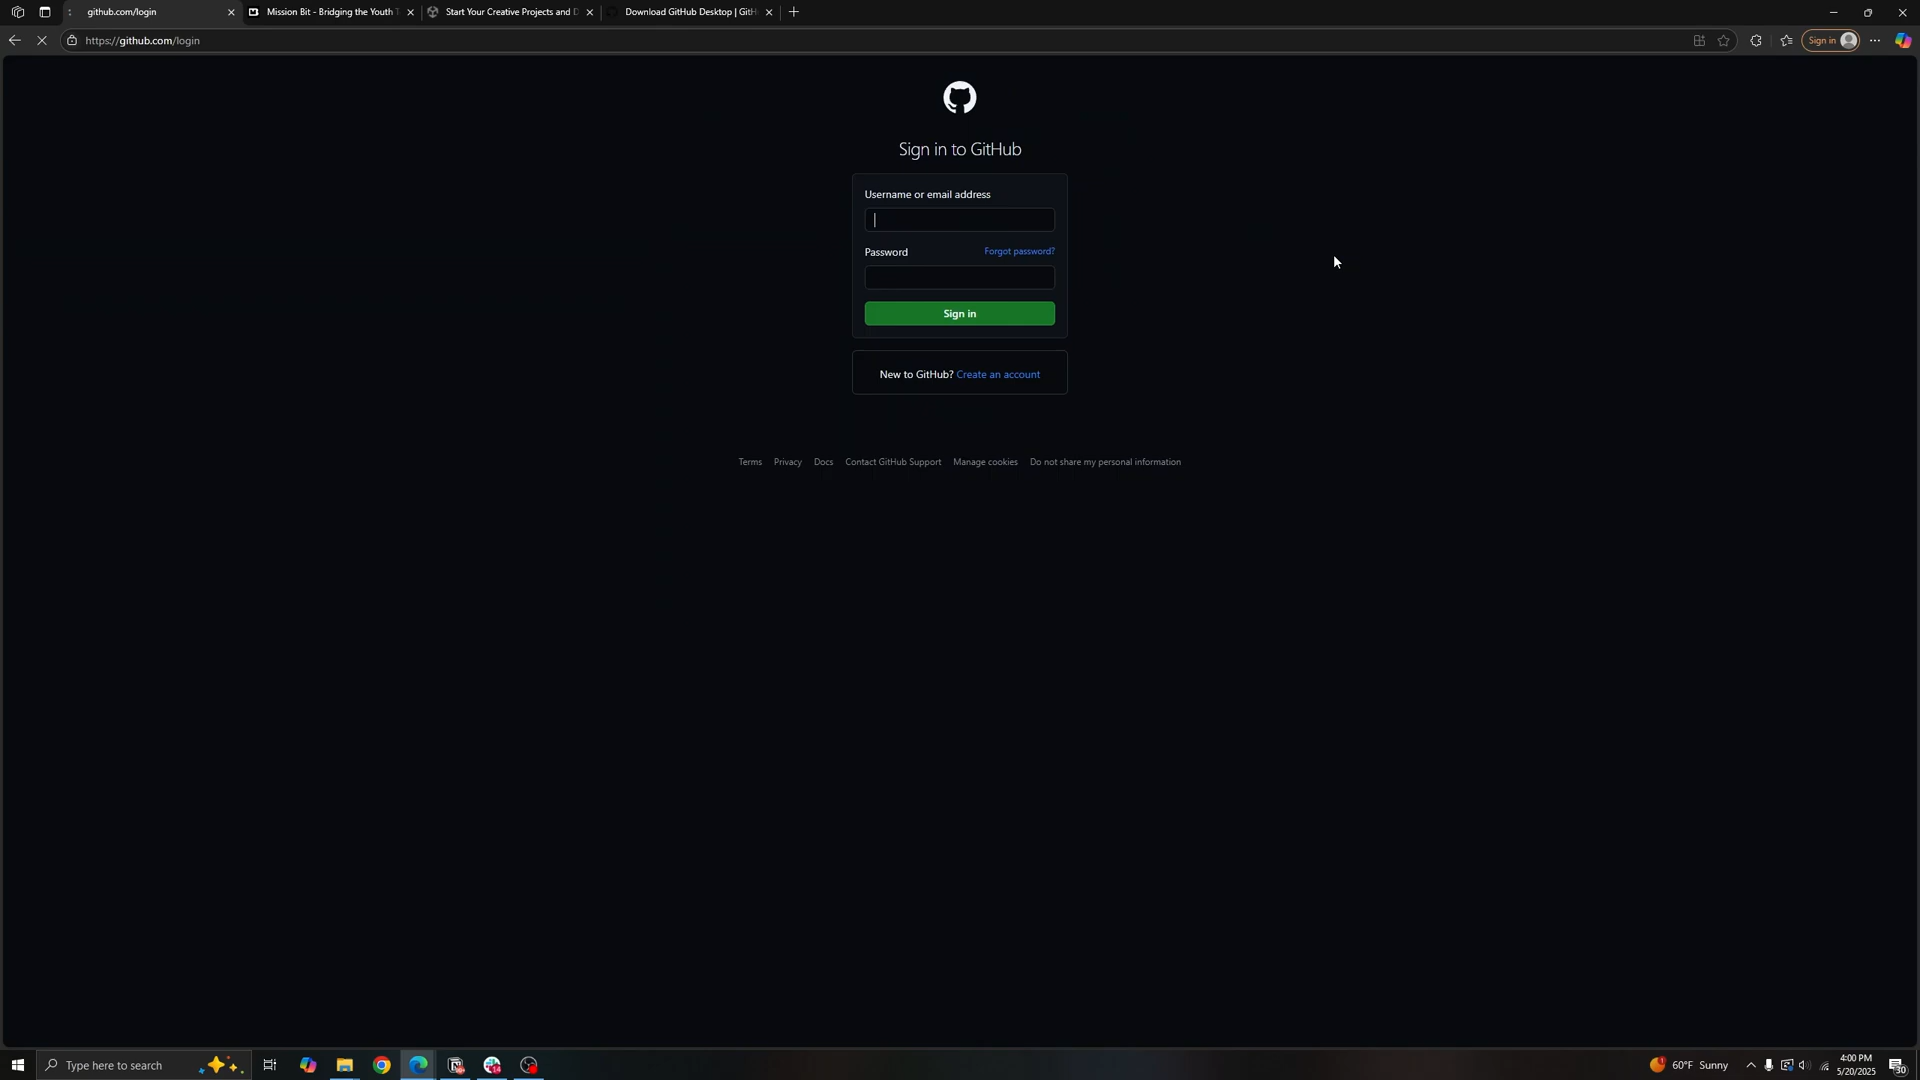 github.com/login
Mission Bit - Bridging the Youth T
Start Your Creative Projects and D
Download GitHub Desktop | GitH
https://github.com/login
Sign in
Sign in to GitHub
Username or email address
Password
Forgot password?
Sign in
New to GitHub? Create an account
Terms
Privacy
Docs
Contact GitHub Support
Manage cookies
Do not share my personal information
Type here to search
14
60°F Sunny
4:00 PM
5/20/2025
30